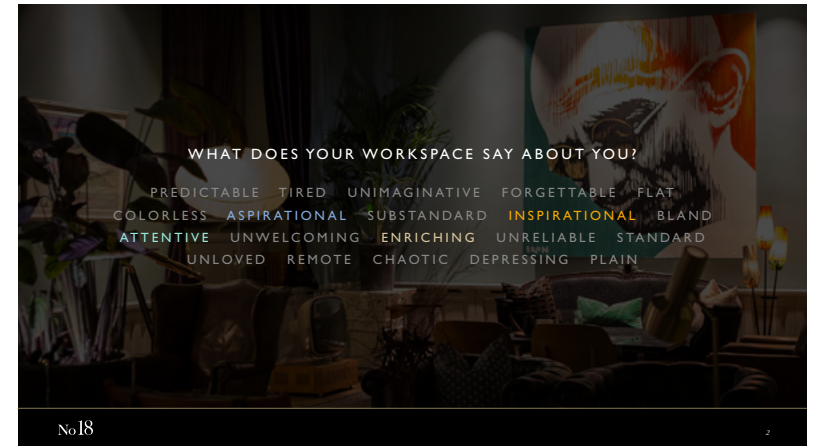 WHAT DOES YOUR WORKSPACE SAY ABOUT YOU?
PREDICTABLE TIRED UNIMAGINATIVE FORGETTABLE FLAT
COLORLESS ASPIRATIONAL SUBSTANDARD INSPIRATIONAL BLAND
ATTENTIVE UNWELCOMING ENRICHING UNRELIABLE STANDARD
UNLOVED REMOTE CHAOTIC DEPRESSING PLAIN
No18
2